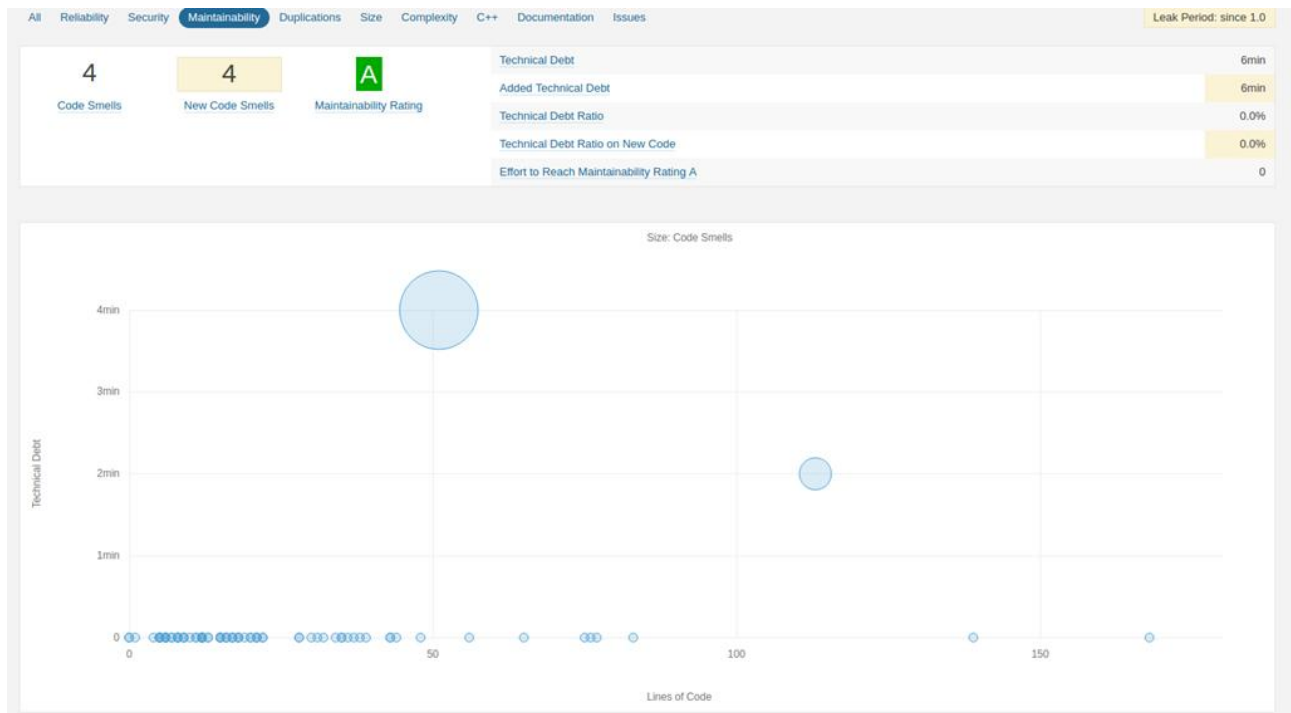 All Reliability Security Maintainability Duplications Size Complexity C++ Documentation Issues Leak Period: since 1.0
4 4 A
Code Smells New Code Smells Maintainability Rating
Technical Debt 6min
Added Technical Debt 6min
Technical Debt Ratio 0.0%
Technical Debt Ratio on New Code 0.0%
Effort to Reach Maintainability Rating A 0
Size: Code Smells
4min
3min
Technical Debt
2min
1min
0
0 50 100 150
Lines of Code